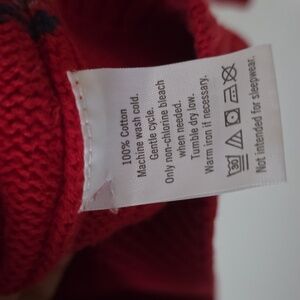 100% Cotton
Machine wash cold.
Gentle cycle.
Only non-chlorine bleach
when needed.
Tumble dry low.
Warm iron if necessary.
Not intended for sleepwear.